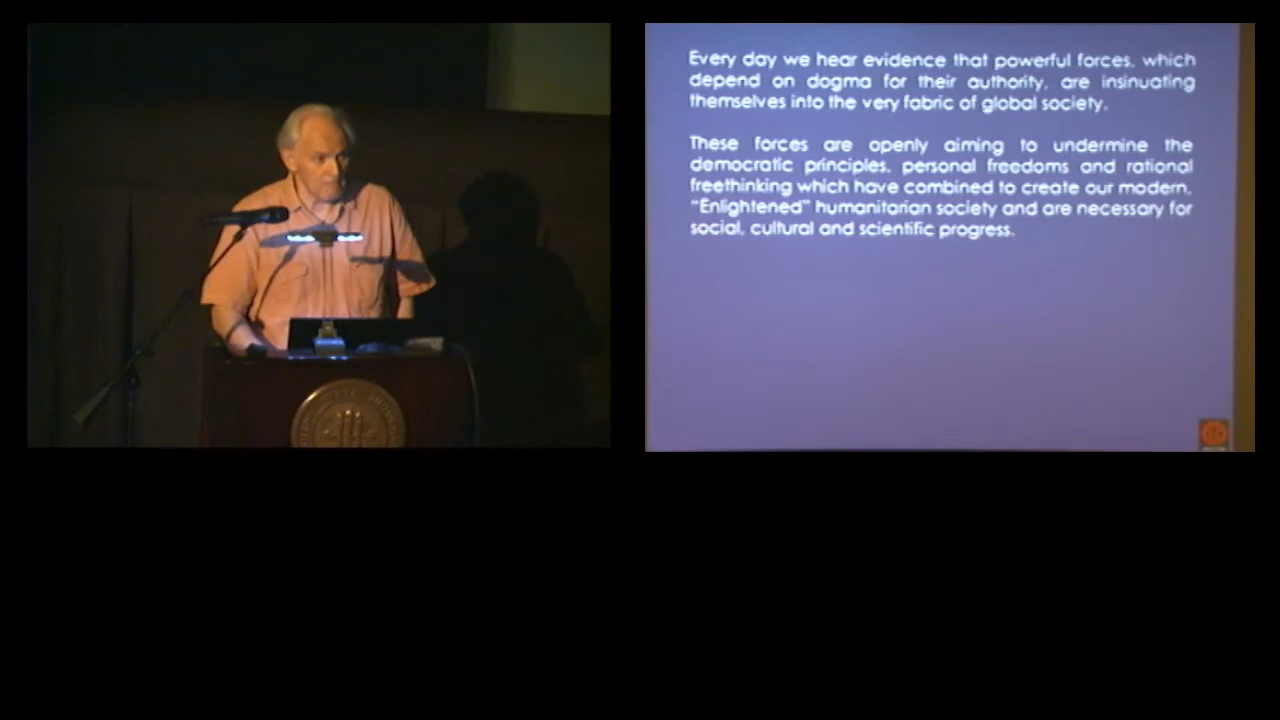 Every day we hear evidence that powerful forces, which
depend on dogma for their authority, are insinuating
themselves into the very fabric of global society.
These forces are openly aiming to undermine the
democratic principles, personal freedoms and rational
freethinking which have combined to create our modern,
"Enlightened" humanitarian society and are necessary for
social, cultural and scientific progress.